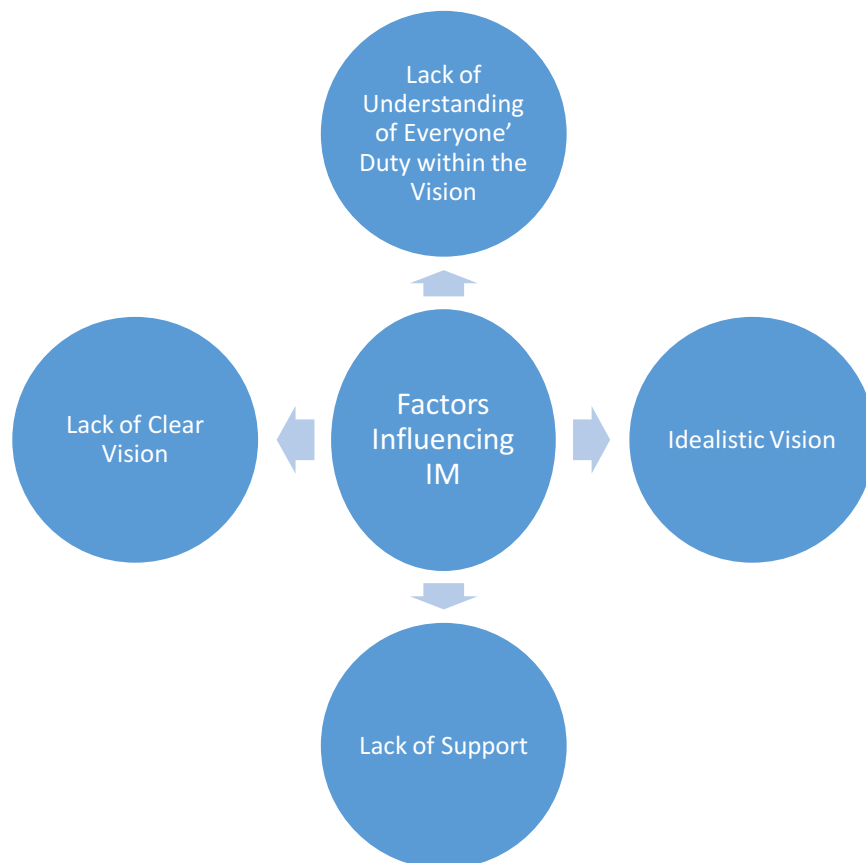 Lack of
Understanding
of Everyone’
Duty within the
Vision
Lack of Clear
Vision
Factors
Influencing
IM
Idealistic Vision
Lack of Support